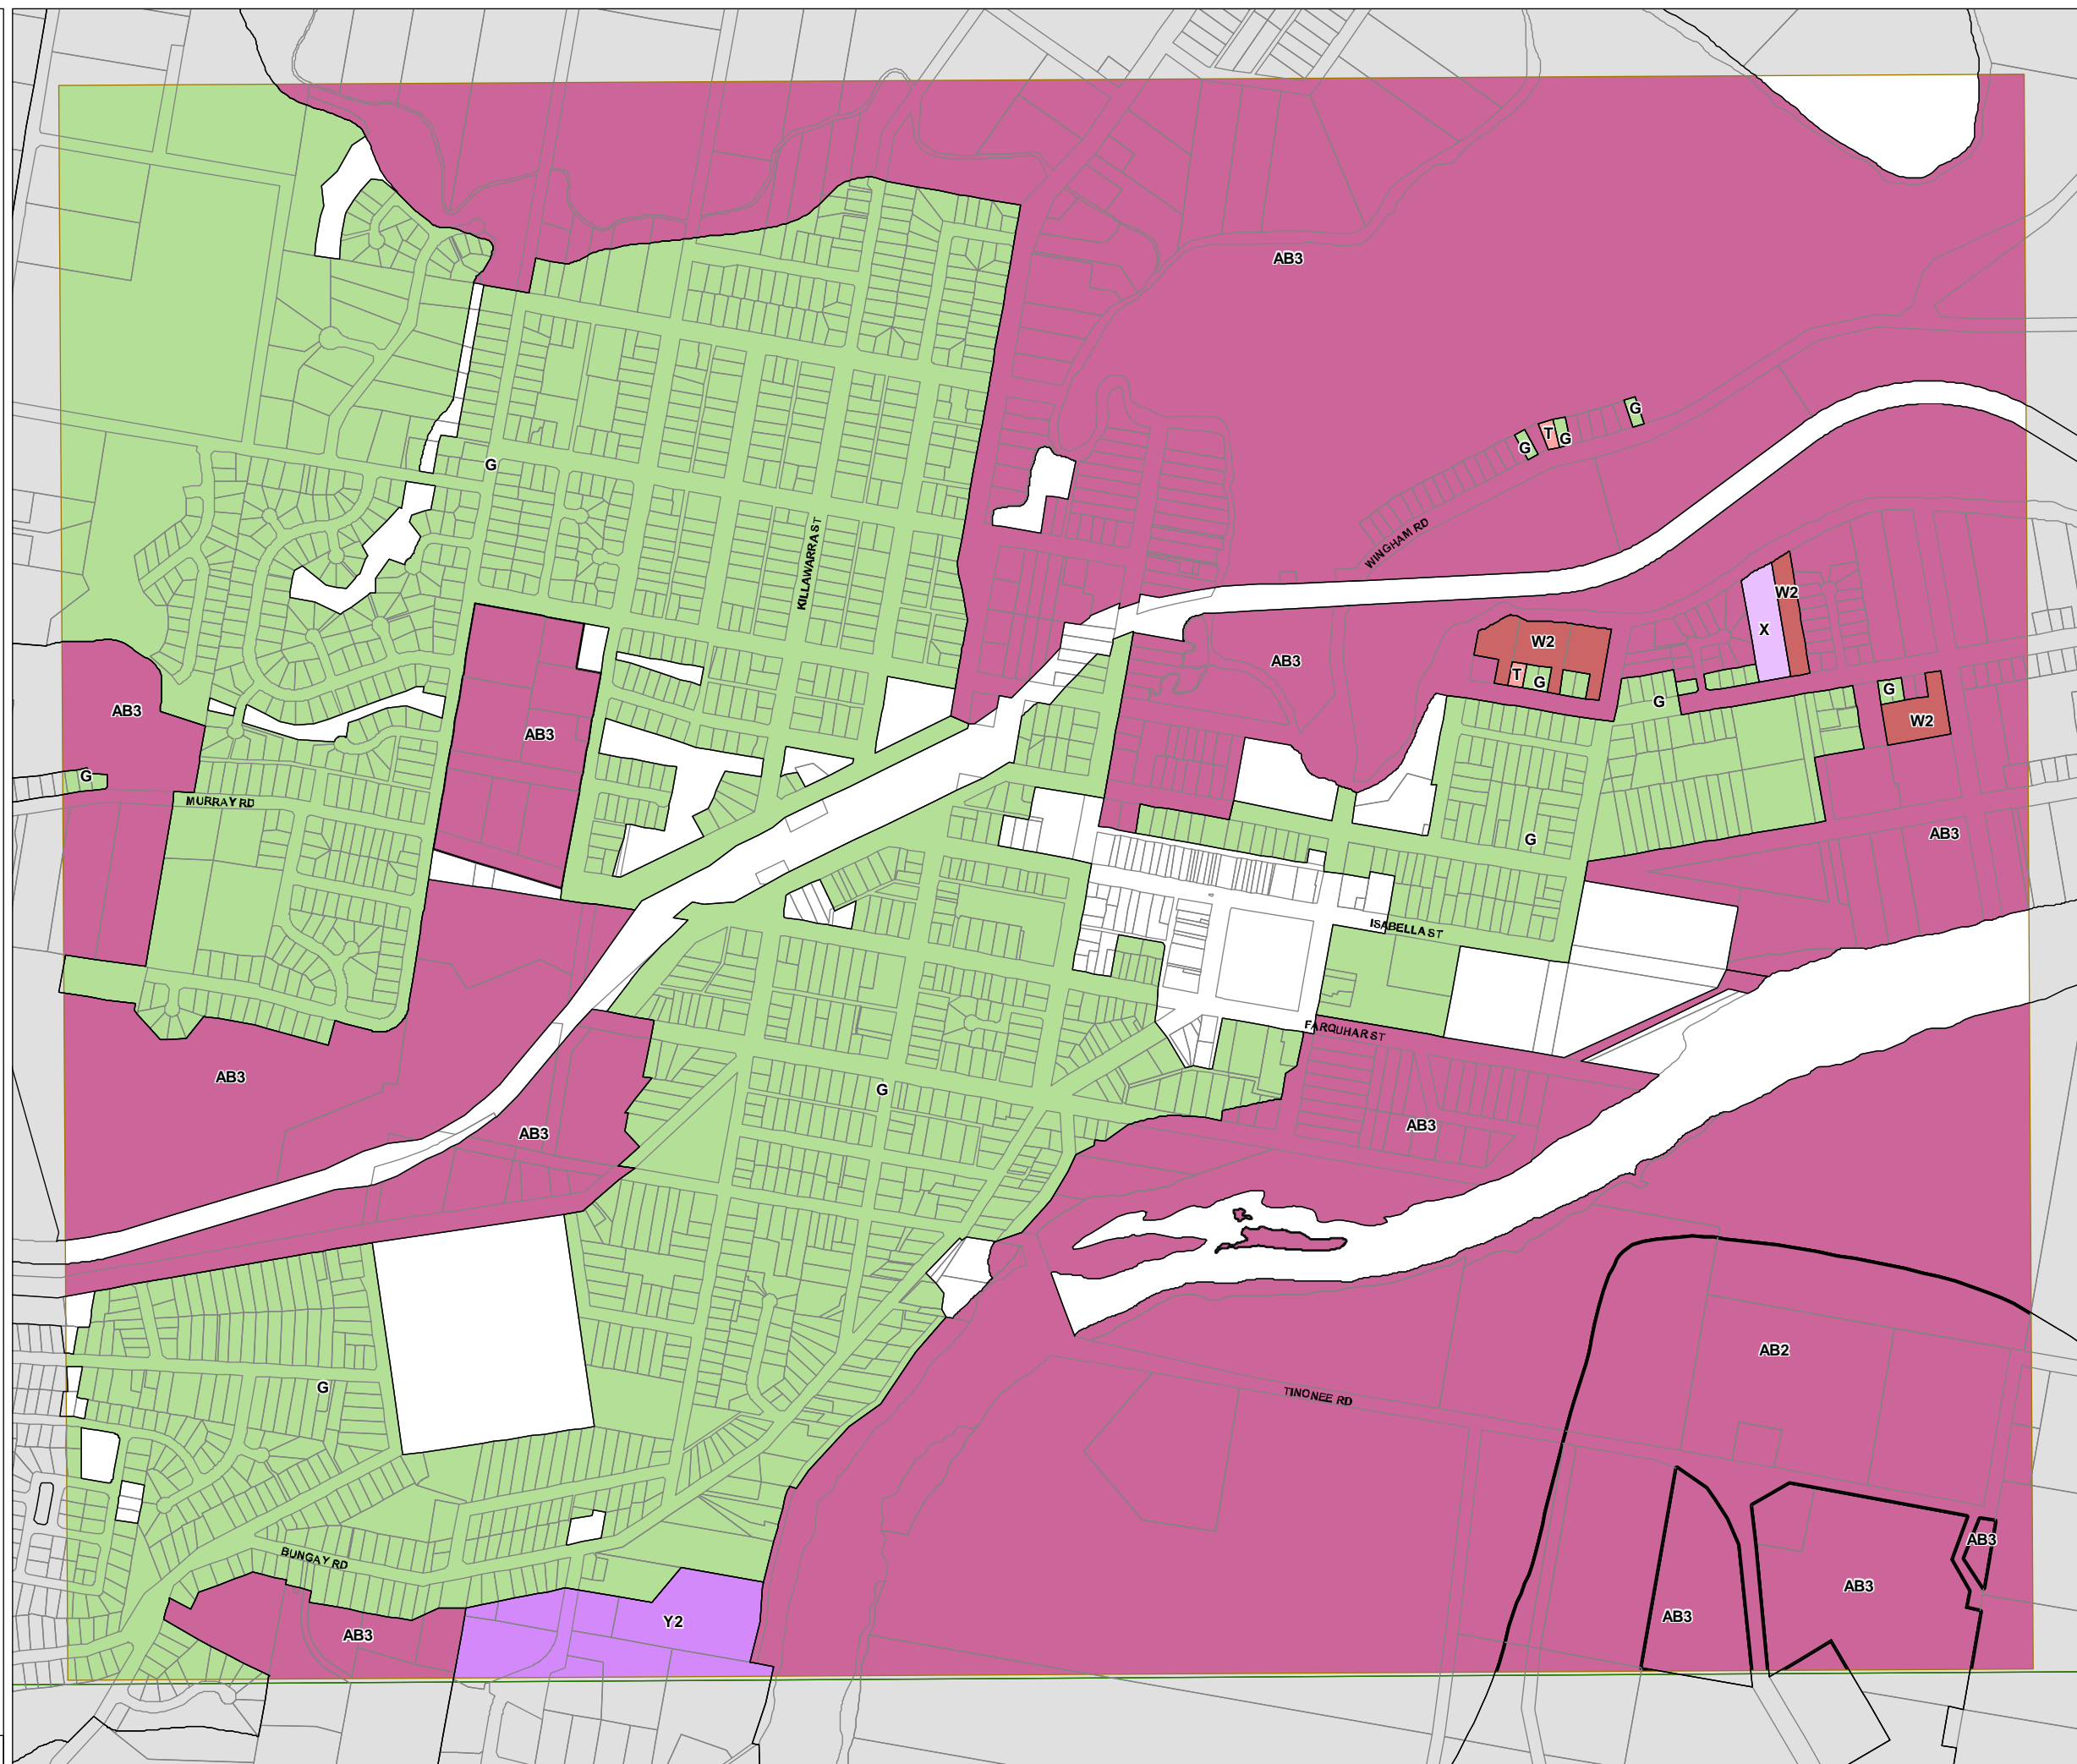 AB3
G
T
G
G
G
WINGHAM RD
KILLAWARRA ST
W2
X
W2
AB3
T
G
G
G
W2
AB3
AB3
G
MURRAY RD
G
AB3
ISABELLA ST
FARQUHAR ST
AB3
G
AB3
AB3
AB2
G
TINONEE RD
AB3
BUNGAY RD
AB3
AB3
Y2
AB3